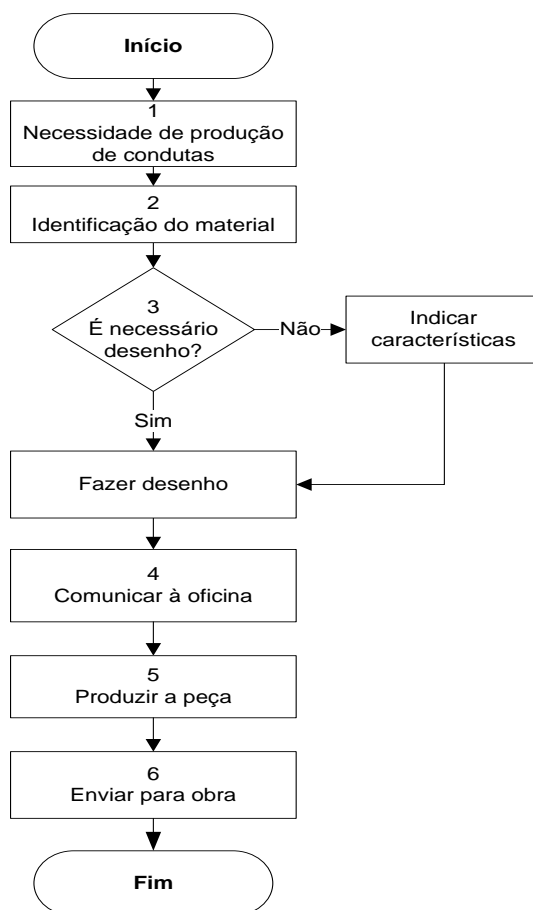 Início
1
Necessidade de produção
de condutas
2
Identificação do material
3
É necessário
desenho?
Não
Indicar
características
Sim
Fazer desenho
4
Comunicar à oficina
5
Produzir a peça
6
Enviar para obra
Fim